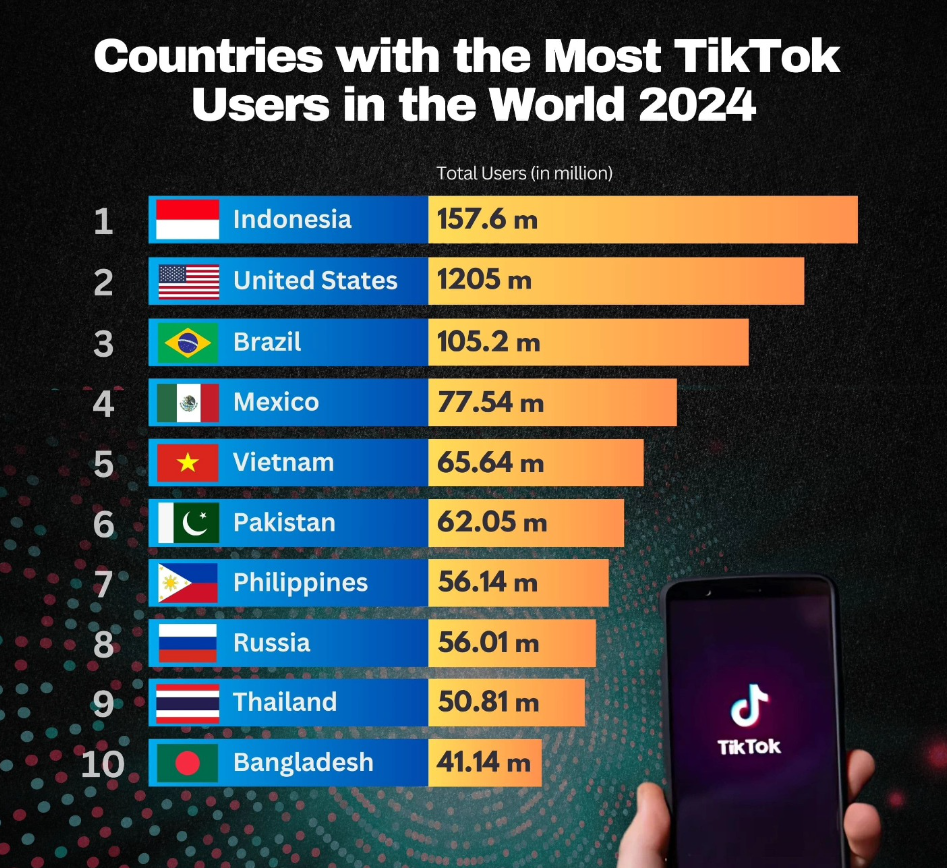 Countries with the Most TikTok
Users in the World 2024
Total Users (in million)
1 Indonesia 157.6 m
2 United States 1205 m
3 Brazil 105.2 m
4 Mexico 77.54 m
5 Vietnam 65.64 m
6 Pakistan 62.05 m
7 Philippines 56.14 m
8 Russia 56.01 m
9 Thailand 50.81 m
10 Bangladesh 41.14 m
TikTok